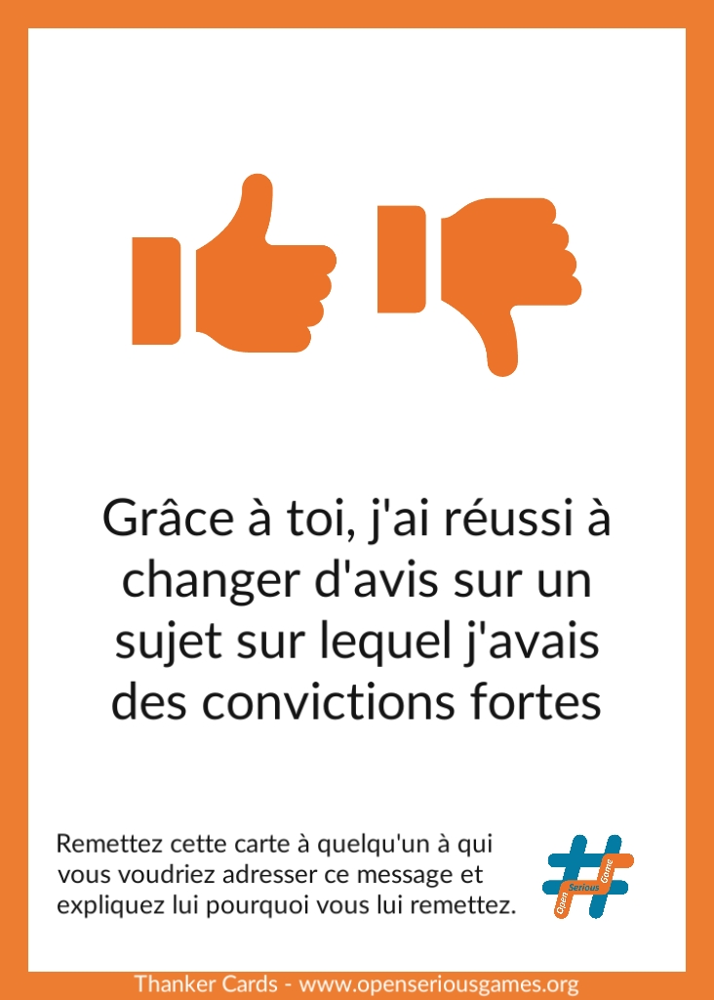 Grâce à toi, j'ai réussi à
changer d'avis sur un
sujet sur lequel j'avais
des convictions fortes
Remettez cette carte à quelqu'un à qui
vous voudriez adresser ce message et
expliquez lui pourquoi vous lui remettez.
Open Serious Game
Thanker Cards - www.openseriousgames.org